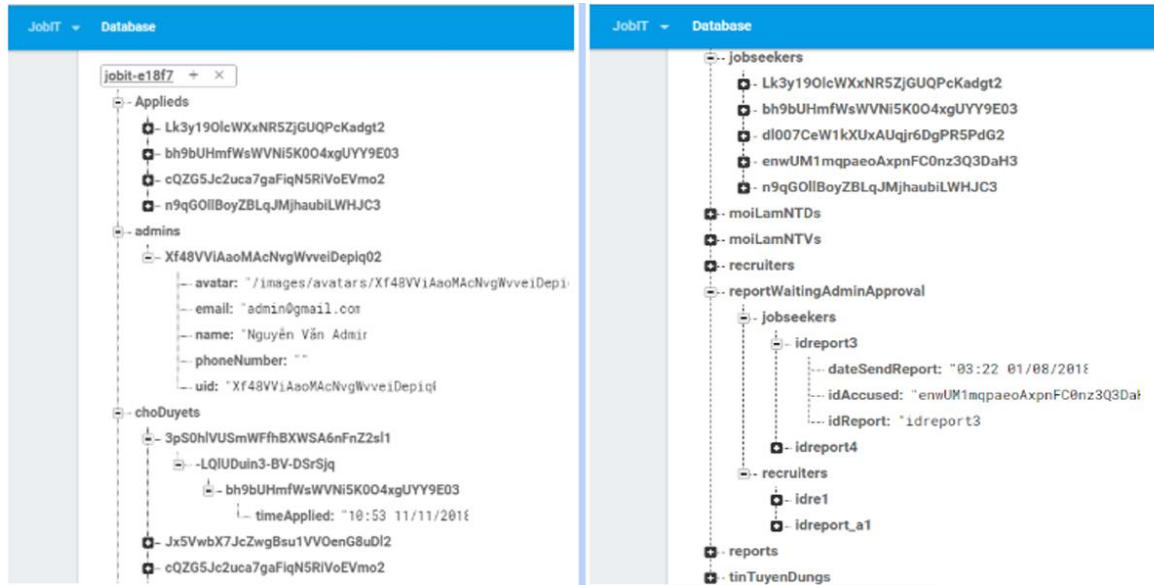 JobIT Database
jobit-e18f7 + ×
Applieds
Lk3y19OlcWXxNR5ZjGUQPcKadgt2
bh9bUHmfWsWVNi5K0O4xgUYY9E03
cQZG5Jc2uca7gaFiqN5RiVoEVmo2
n9qGOllBoyZBLqJMjhaubiLWHJC3
admins
Xf48VViAaoMAcNvgWvveiDepiq02
avatar: "/images/avatars/Xf48VViAaoMAcNvgWvveiDepi
email: "admin@gmail.com
name: "Nguyễn Văn Admin
phoneNumber: ""
uid: "Xf48VViAaoMAcNvgWvveiDepiq
choDuyets
3pS0hlVUSmWFfhBXWSA6nFnZ2sl1
-LQlUDuin3-BV-DSrSjq
bh9bUHmfWsWVNi5K0O4xgUYY9E03
timeApplied: "10:53 11/11/2018
Jx5VwbX7JcZwgBsu1VVOenG8uDl2
cQZG5Jc2uca7gaFiqN5RiVoEVmo2
JobIT Database
jobseekers
Lk3y19OlcWXxNR5ZjGUQPcKadgt2
bh9bUHmfWsWVNi5K0O4xgUYY9E03
dl007CeW1kXUxAUqjr6DgPR5PdG2
enwUM1mqpaeoAxpnFC0nz3Q3DaH3
n9qGOllBoyZBLqJMjhaubiLWHJC3
moiLamNTDs
moiLamNTVs
recruiters
reportWaitingAdminApproval
jobseekers
idreport3
dateSendReport: "03:22 01/08/2018
idAccused: "enwUM1mqpaeoAxpnFC0nz3Q3Da
idReport: "idreport3
idreport4
recruiters
idre1
idreport_a1
reports
tinTuyenDungs